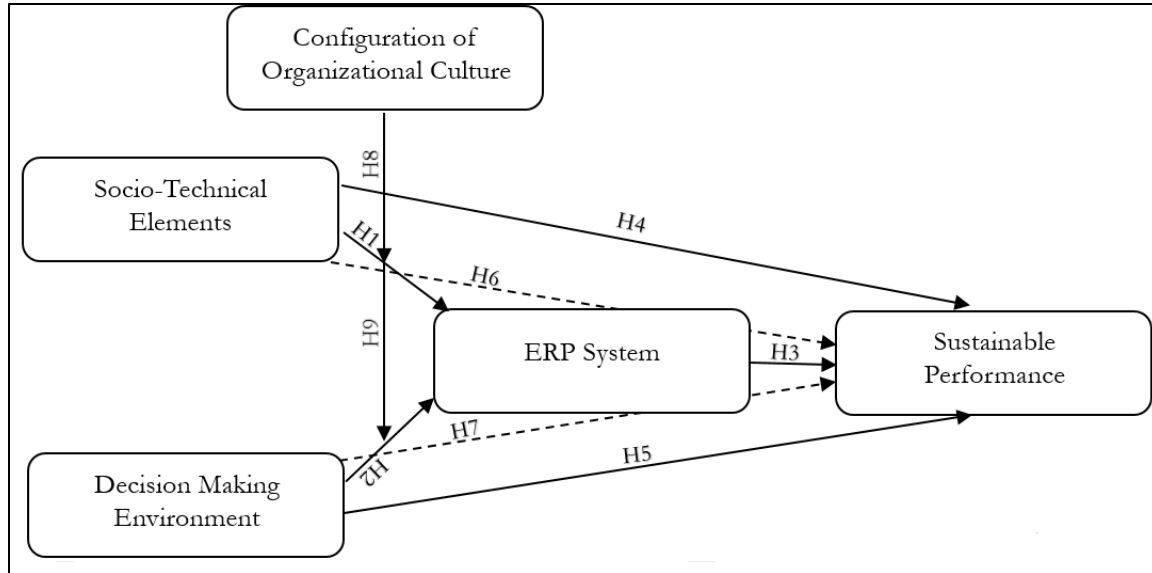 Configuration of
Organizational Culture
H8
Socio-Technical
Elements
H4
H1
H6
H9
ERP System
H3
Sustainable
Performance
H7
H5
H2
Decision Making
Environment